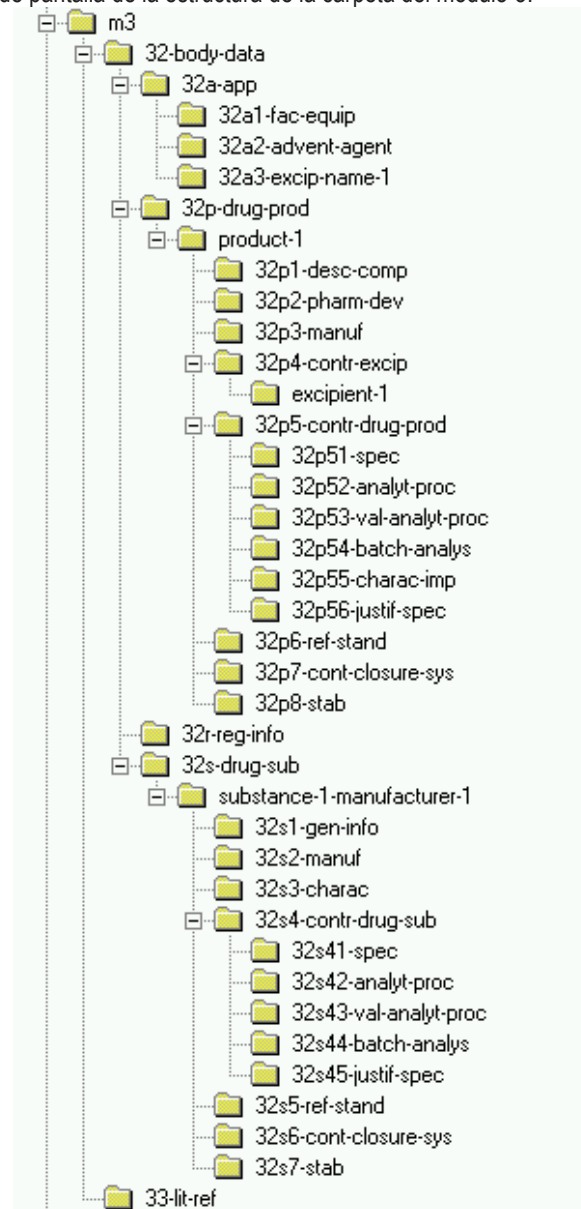 de pantalla de la estructura de la carpeta del módulo 3.
m3
32-body-data
32a-app
32a1-fac-equip
32a2-advent-agent
32a3-excip-name-1
32p-drug-prod
product-1
32p1-desc-comp
32p2-pharm-dev
32p3-manuf
32p4-contr-excip
excipient-1
32p5-contr-drug-prod
32p51-spec
32p52-analyt-proc
32p53-val-analyt-proc
32p54-batch-analys
32p55-charac-imp
32p56-justif-spec
32p6-ref-stand
32p7-cont-closure-sys
32p8-stab
32r-reg-info
32s-drug-sub
substance-1-manufacturer-1
32s1-gen-info
32s2-manuf
32s3-charac
32s4-contr-drug-sub
32s41-spec
32s42-analyt-proc
32s43-val-analyt-proc
32s44-batch-analys
32s45-justif-spec
32s5-ref-stand
32s6-cont-closure-sys
32s7-stab
33-lit-ref